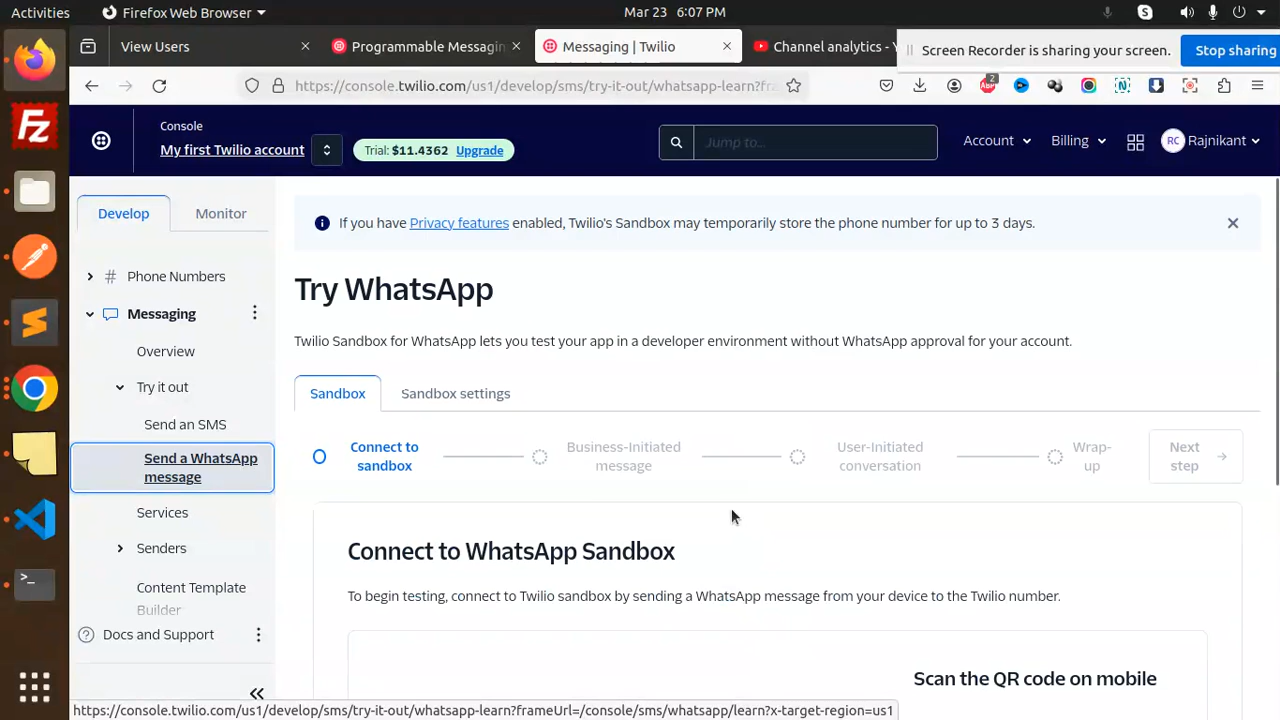 Activities
Firefox Web Browser
Mar 23 6:07 PM
View Users
Programmable Messagin
Messaging | Twilio
Channel analytics - Y
Screen Recorder is sharing your screen.
Stop sharing
https://console.twilio.com/us1/develop/sms/try-it-out/whatsapp-learn?fra
2
Console
My first Twilio account
Trial: $11.4362 Upgrade
Jump to...
Account
Billing
RC
Rajnikant
Develop
Monitor
# Phone Numbers
Messaging
Overview
Try it out
Send an SMS
Send a WhatsApp
message
Services
Senders
Content Template
Builder
Docs and Support
If you have Privacy features enabled, Twilio's Sandbox may temporarily store the phone number for up to 3 days.
Try WhatsApp
Twilio Sandbox for WhatsApp lets you test your app in a developer environment without WhatsApp approval for your account.
Sandbox
Sandbox settings
Connect to
sandbox
Business-Initiated
message
User-Initiated
conversation
Wrap-
up
Next
step
Connect to WhatsApp Sandbox
To begin testing, connect to Twilio sandbox by sending a WhatsApp message from your device to the Twilio number.
Scan the QR code on mobile
https://console.twilio.com/us1/develop/sms/try-it-out/whatsapp-learn?frameUrl=/console/sms/whatsapp/learn?x-target-region=us1